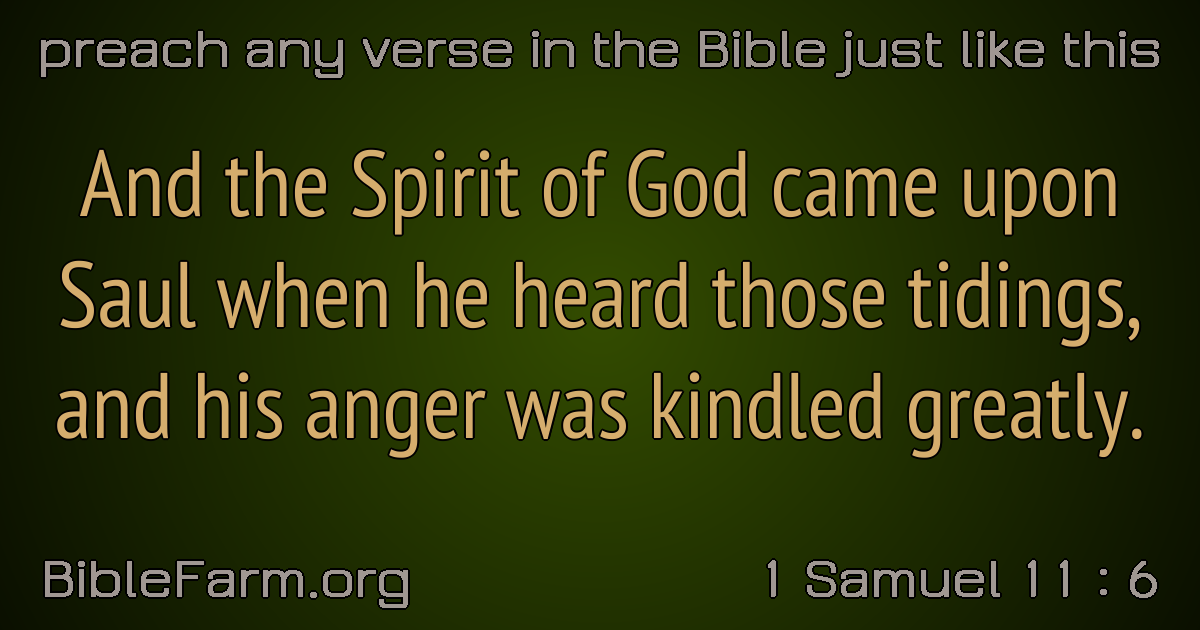 preach any verse in the Bible just like this
And the Spirit of God came upon
Saul when he heard those tidings,
and his anger was kindled greatly.
BibleFarm.org
1 Samuel 11 : 6